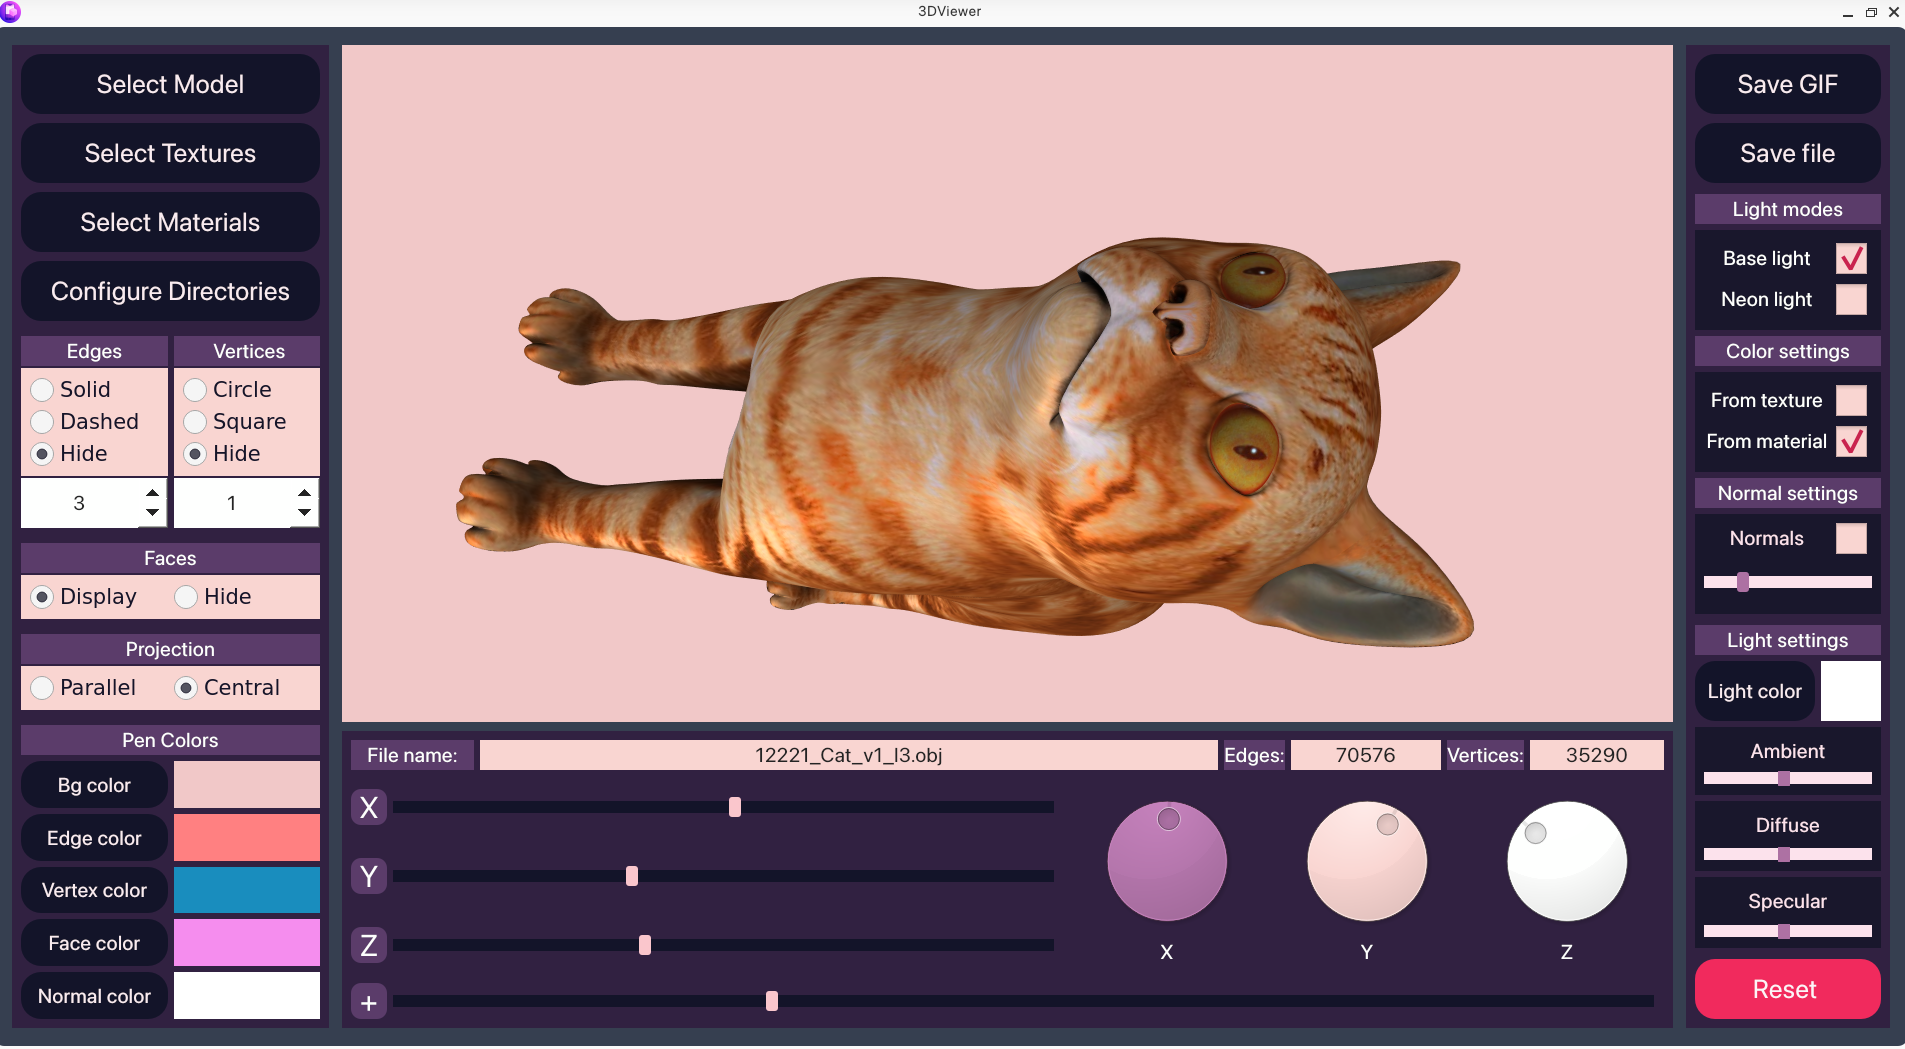 3DViewer
Select Model
Select Textures
Select Materials
Configure Directories
Edges
Vertices
Solid
Circle
Dashed
Square
Hide
Hide
3
1
Faces
Display
Hide
Projection
Parallel
Central
Pen Colors
Bg color
Edge color
Vertex color
Face color
Normal color
File name:
12221_Cat_v1_l3.obj
Edges:
70576
Vertices:
35290
X
Y
Z
+
X
Y
Z
Save GIF
Save file
Light modes
Base light
Neon light
Color settings
From texture
From material
Normal settings
Normals
Light settings
Light color
Ambient
Diffuse
Specular
Reset